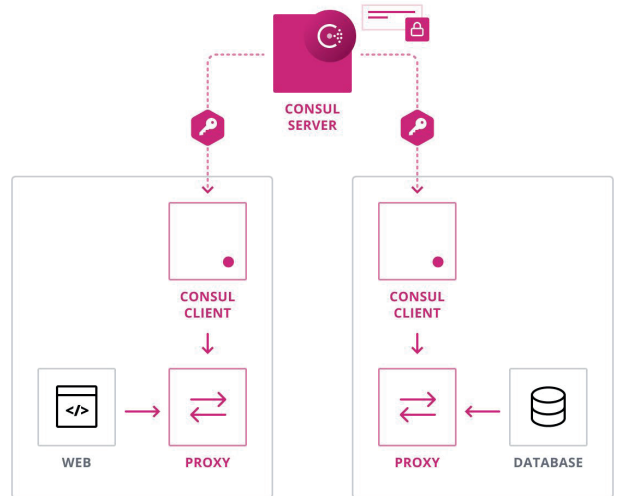 CONSUL
SERVER
CONSUL
CLIENT
CONSUL
CLIENT
</>
WEB
PROXY
PROXY
DATABASE